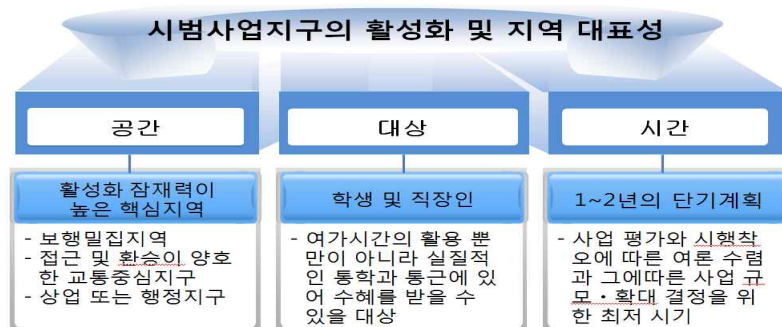 시범사업지구의 활성화 및 지역 대표성
공간
대상
시간
활성화 잠재력이
높은 핵심지역
학생 및 직장인
1~2년의 단기계획
- 보행밀집지역
- 접근 및 환승이 양호
한 교통중심지구
- 상업 또는 행정지구
- 여가시간의 활용 뿐
만이 아니라 실질적
인 통학과 통근에 있
어 수혜를 받을 수
있을 대상
- 사업 평가와 시행착
오에 따른 여론 수렴
과 그에따른 사업 규
모・확대 결정을 위
한 최저 시기